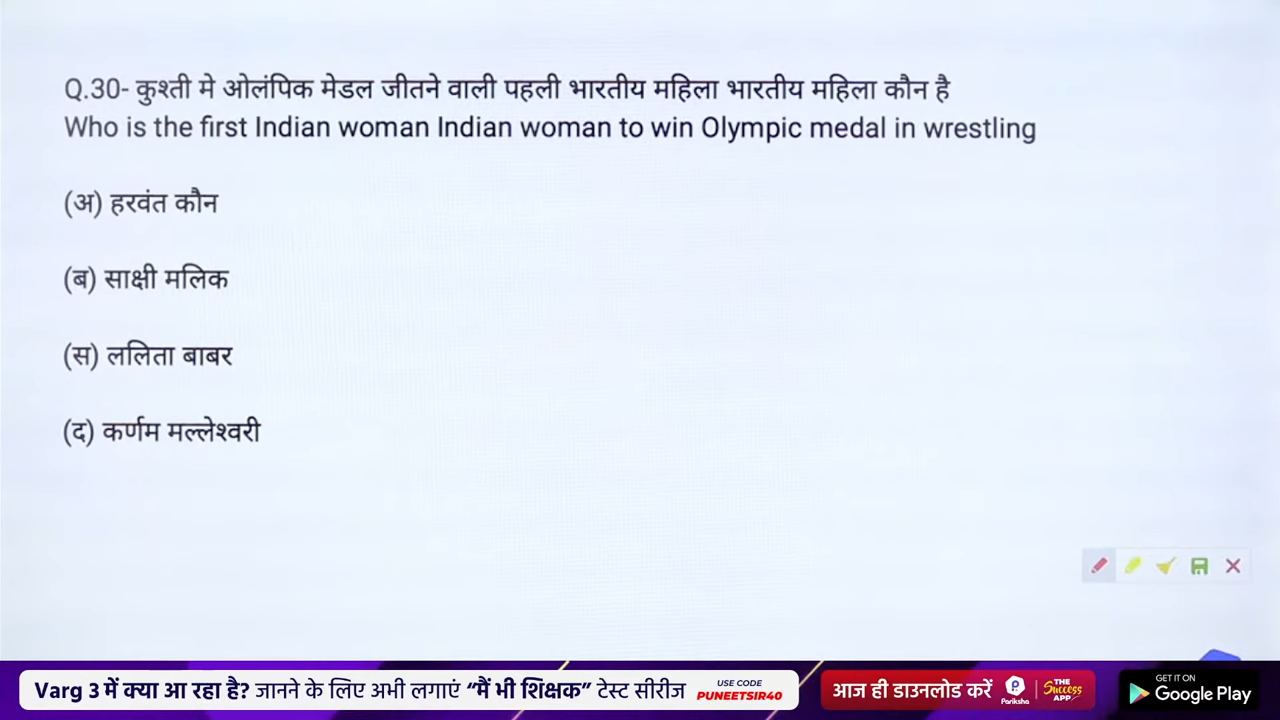 Q.30- कुश्ती मे ओलंपिक मेडल जीतने वाली पहली भारतीय महिला भारतीय महिला कौन है
Who is the first Indian woman Indian woman to win Olympic medal in wrestling
(अ) हरवंत कौन
(ब) साक्षी मलिक
(स) ललिता बाबर
(द) कर्णम मल्लेश्वरी
Varg 3 में क्या आ रहा है? जानने के लिए अभी लगाएं “मैं भी शिक्षक” टेस्ट सीरीज
USE CODE
PUNEETSIR40
आज ही डाउनलोड करें
Pariksha
THE
Success
APP
GET IT ON
Google Play